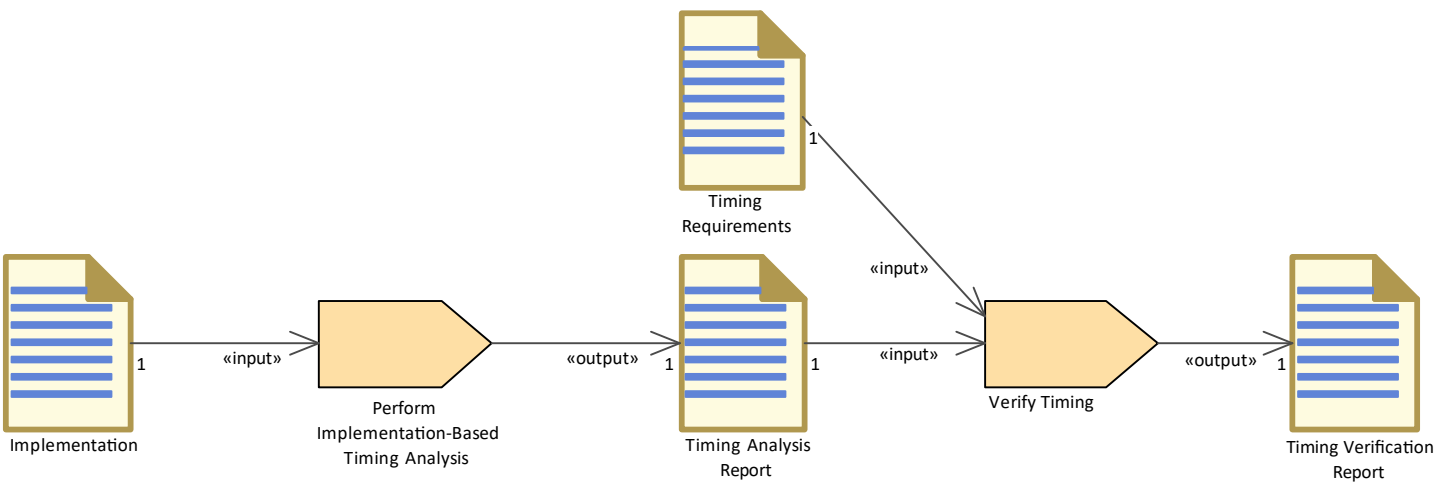 1
Timing
Requirements
«input»
1
«input»
«output»
1
1
«input»
«output»
1
Implementation
Perform
Implementation-Based
Timing Analysis
Timing Analysis
Report
Verify Timing
Timing Verification
Report